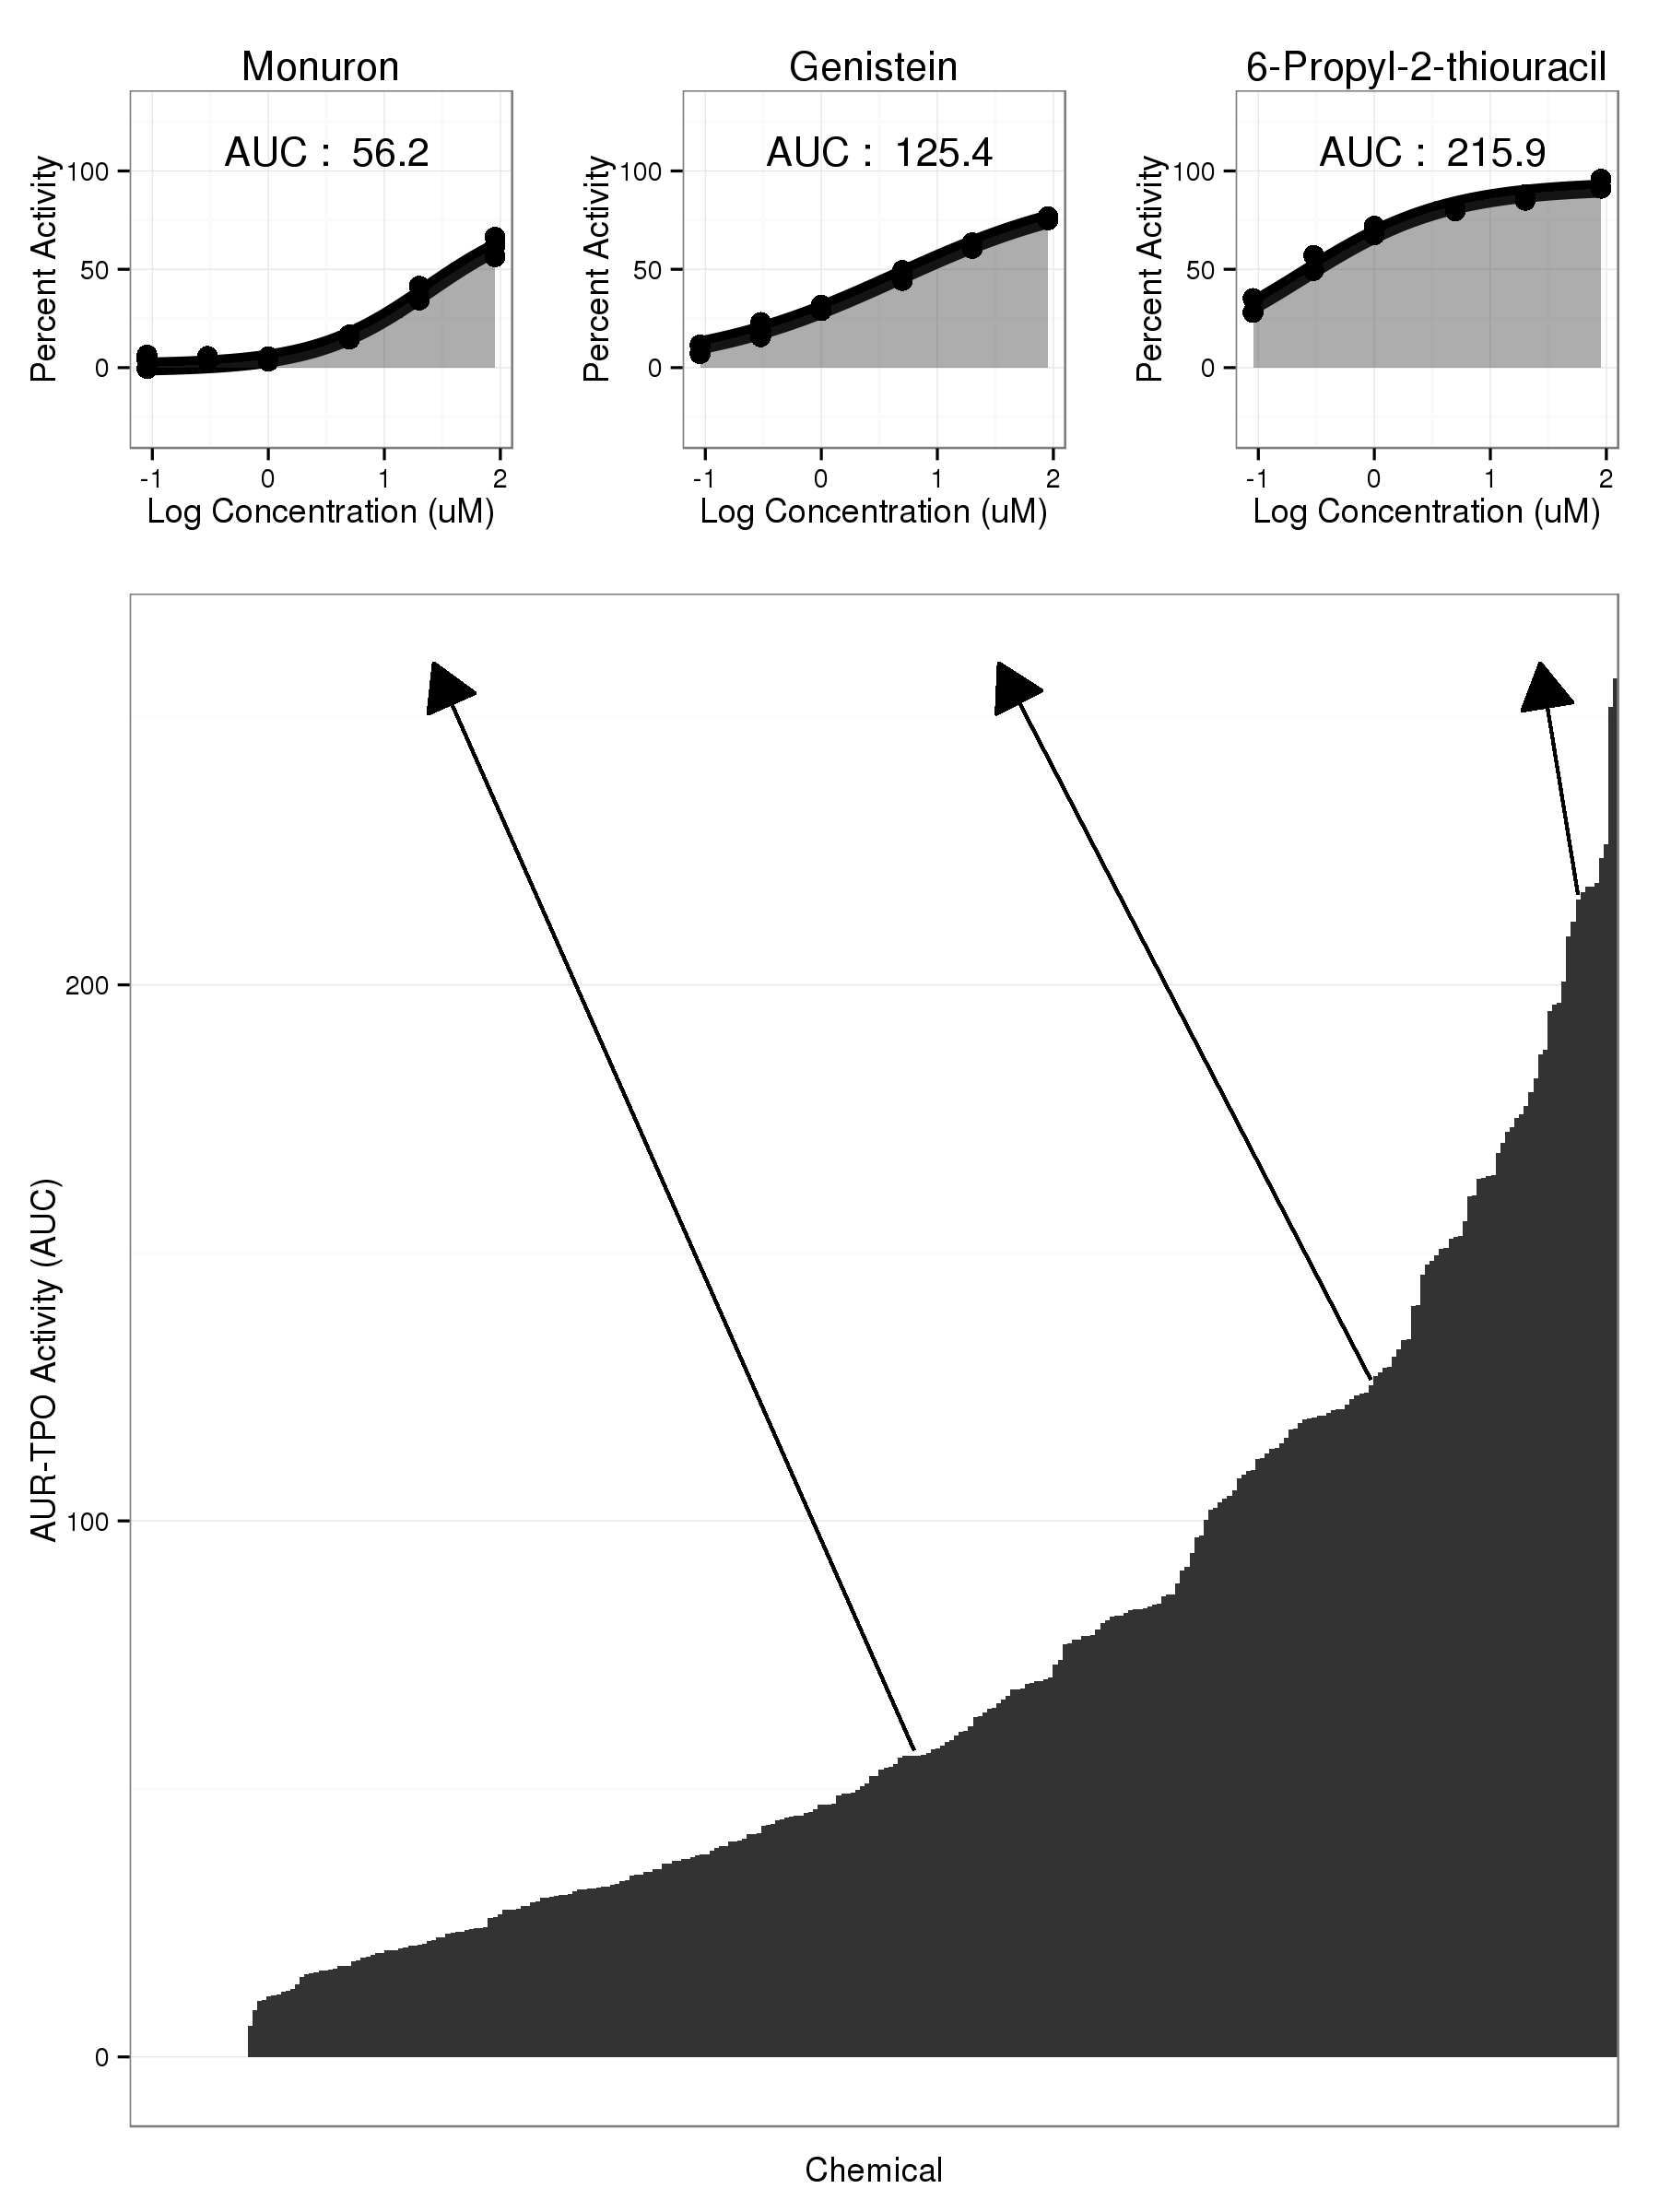 Monuron
Genistein
6-Propyl-2-thiouracil
AUC : 56.2
AUC : 125.4
AUC : 215.9
Percent Activity
100
50
0
Percent Activity
100
50
0
Percent Activity
100
50
0
-1 0 1 2
-1 0 1 2
-1 0 1 2
Log Concentration (uM)
Log Concentration (uM)
Log Concentration (uM)
AUR-TPO Activity (AUC)
200
100
0
Chemical